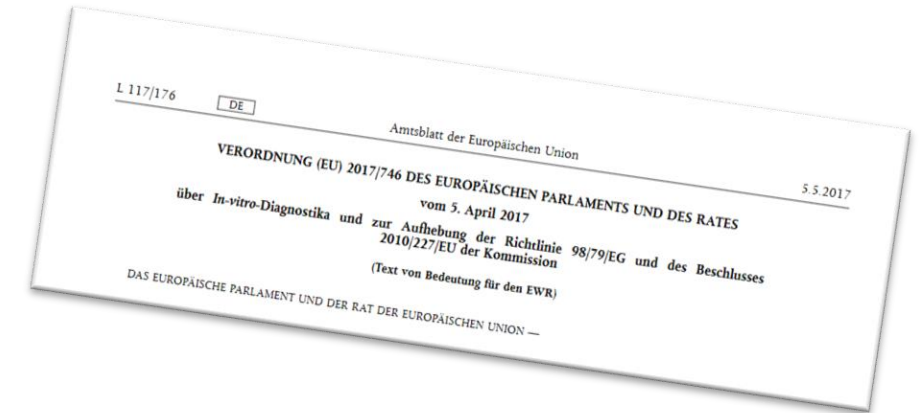 L 117/176 DE Amtsblatt der Europäischen Union 5.5.2017
VERORDNUNG (EU) 2017/746 DES EUROPÄISCHEN PARLAMENTS UND DES RATES
vom 5. April 2017
über In-vitro-Diagnostika und zur Aufhebung der Richtlinie 98/79/EG und des Beschlusses
2010/227/EU der Kommission
(Text von Bedeutung für den EWR)
DAS EUROPÄISCHE PARLAMENT UND DER RAT DER EUROPÄISCHEN UNION —